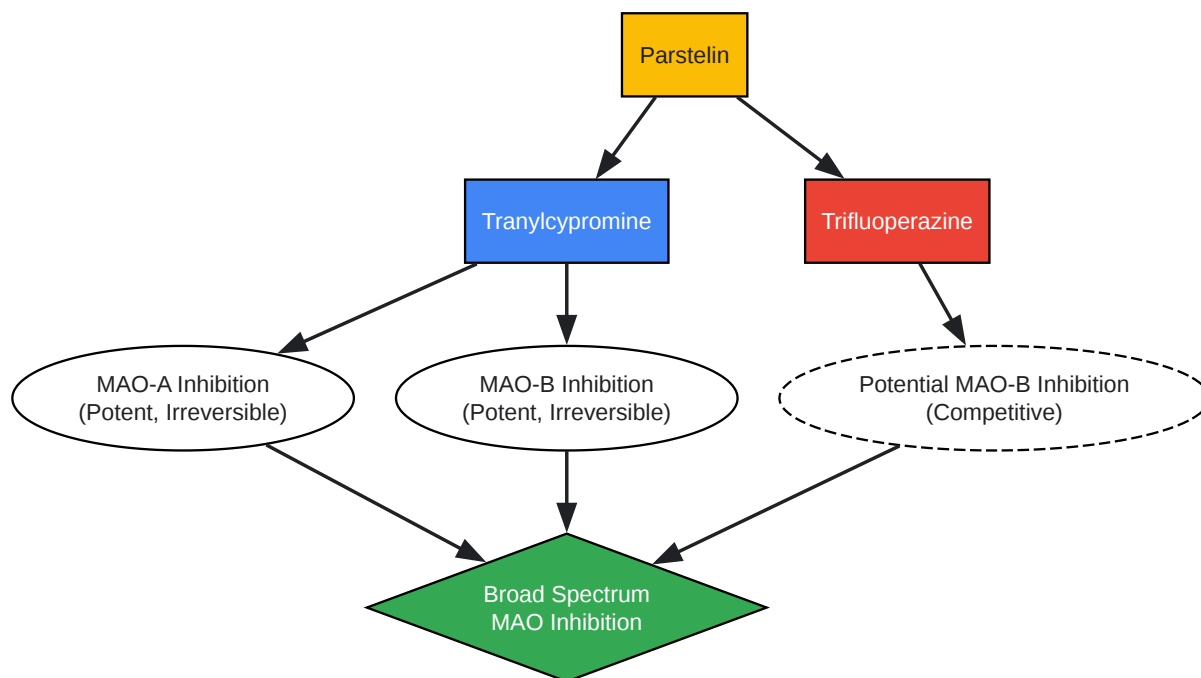 Parstelin
Tranylcypromine
Trifluoperazine
MAO-A Inhibition
(Potent, Irreversible)
MAO-B Inhibition
(Potent, Irreversible)
Potential MAO-B Inhibition
(Competitive)
Broad Spectrum
MAO Inhibition